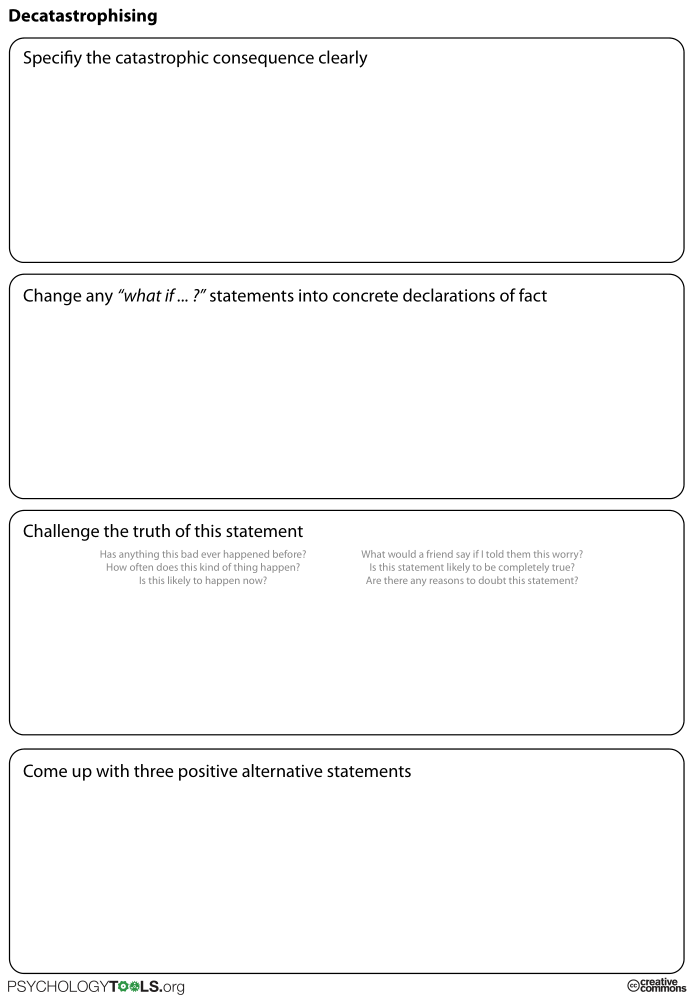 Decatastrophising
Specifiy the catastrophic consequence clearly
Change any “what if ... ?” statements into concrete declarations of fact
Challenge the truth of this statement
Has anything this bad ever happened before?
How often does this kind of thing happen?
Is this likely to happen now?
What would a friend say if I told them this worry?
Is this statement likely to be completely true?
Are there any reasons to doubt this statement?
Come up with three positive alternative statements
PSYCHOLOGYTOOLS.org
cc creative
commons